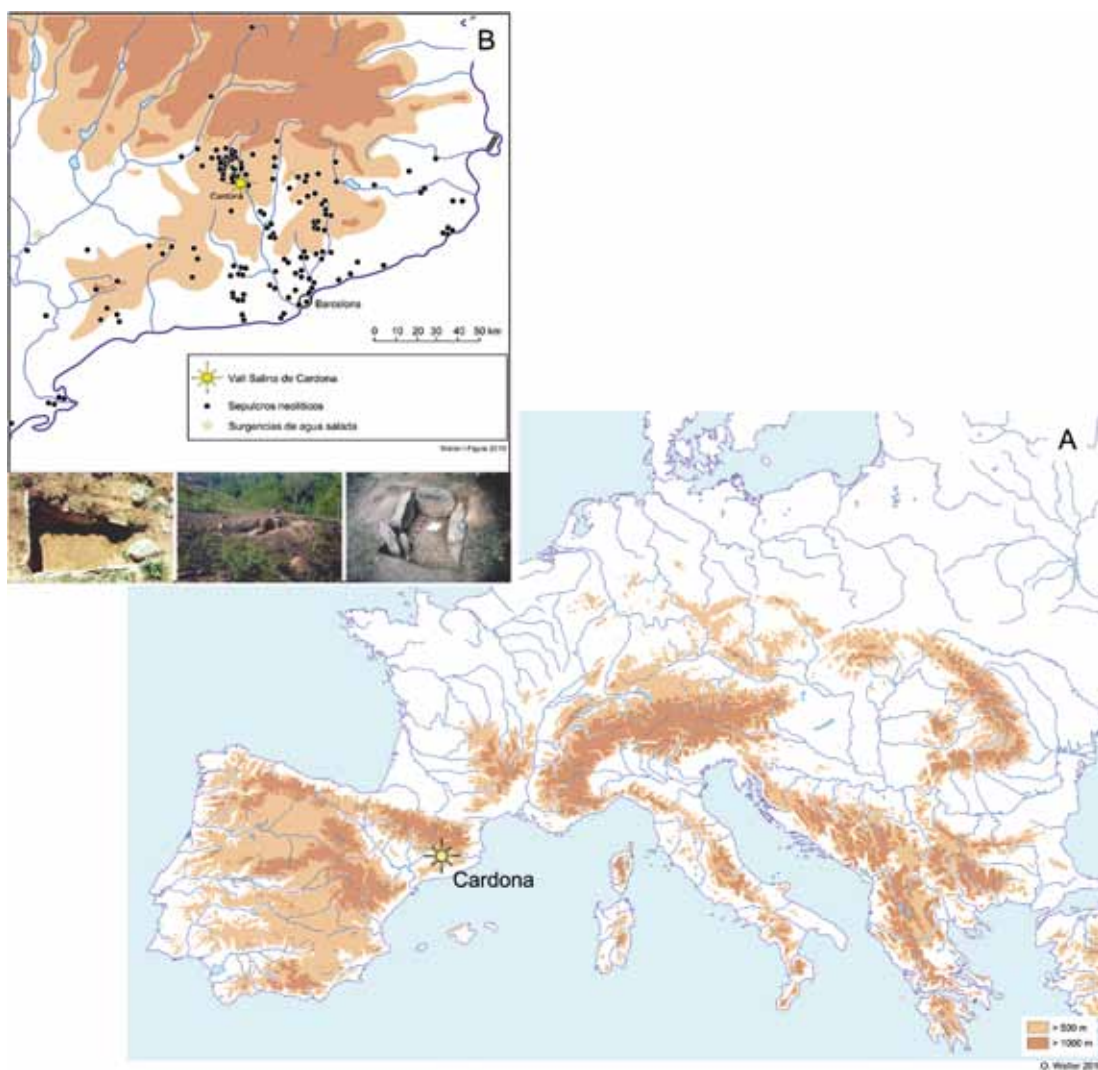 B
Cardona
Barcelona
0 10 20 30 40 50 km
Vall Salina de Cardona
Sepulcros neolíticos
Surgencias de agua salada
A
Cardona
> 500 m
> 1000 m
O. Weller